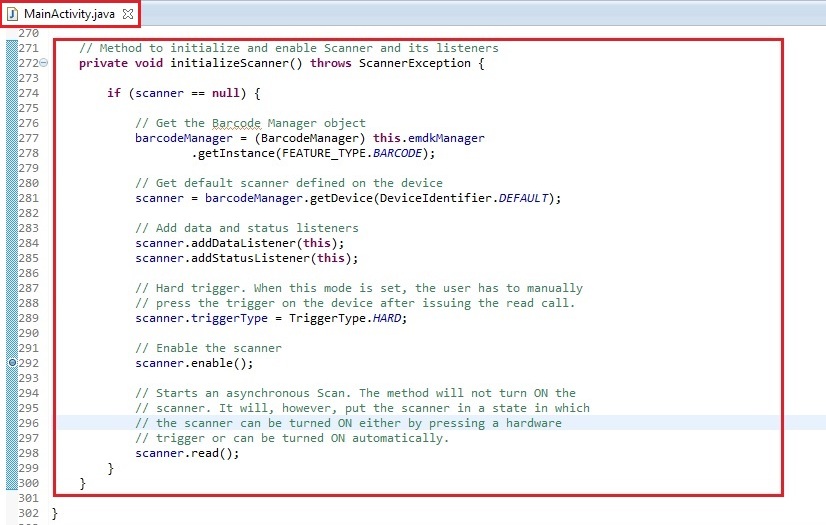 MainActivity.java
270
271 // Method to initialize and enable Scanner and its listeners
272 private void initializeScanner() throws ScannerException {
273
274 if (scanner == null) {
275
276 // Get the Barcode Manager object
277 barcodeManager = (BarcodeManager) this.emdkManager
278 .getInstance(FEATURE_TYPE.BARCODE);
279
280 // Get default scanner defined on the device
281 scanner = barcodeManager.getDevice(DeviceIdentifier.DEFAULT);
282
283 // Add data and status listeners
284 scanner.addDataListener(this);
285 scanner.addStatusListener(this);
286
287 // Hard trigger. When this mode is set, the user has to manually
288 // press the trigger on the device after issuing the read call.
289 scanner.triggerType = TriggerType.HARD;
290
291 // Enable the scanner
292 scanner.enable();
293
294 // Starts an asynchronous Scan. The method will not turn ON the
295 // scanner. It will, however, put the scanner in a state in which
296 // the scanner can be turned ON either by pressing a hardware
297 // trigger or can be turned ON automatically.
298 scanner.read();
299 }
300 }
301
302 }